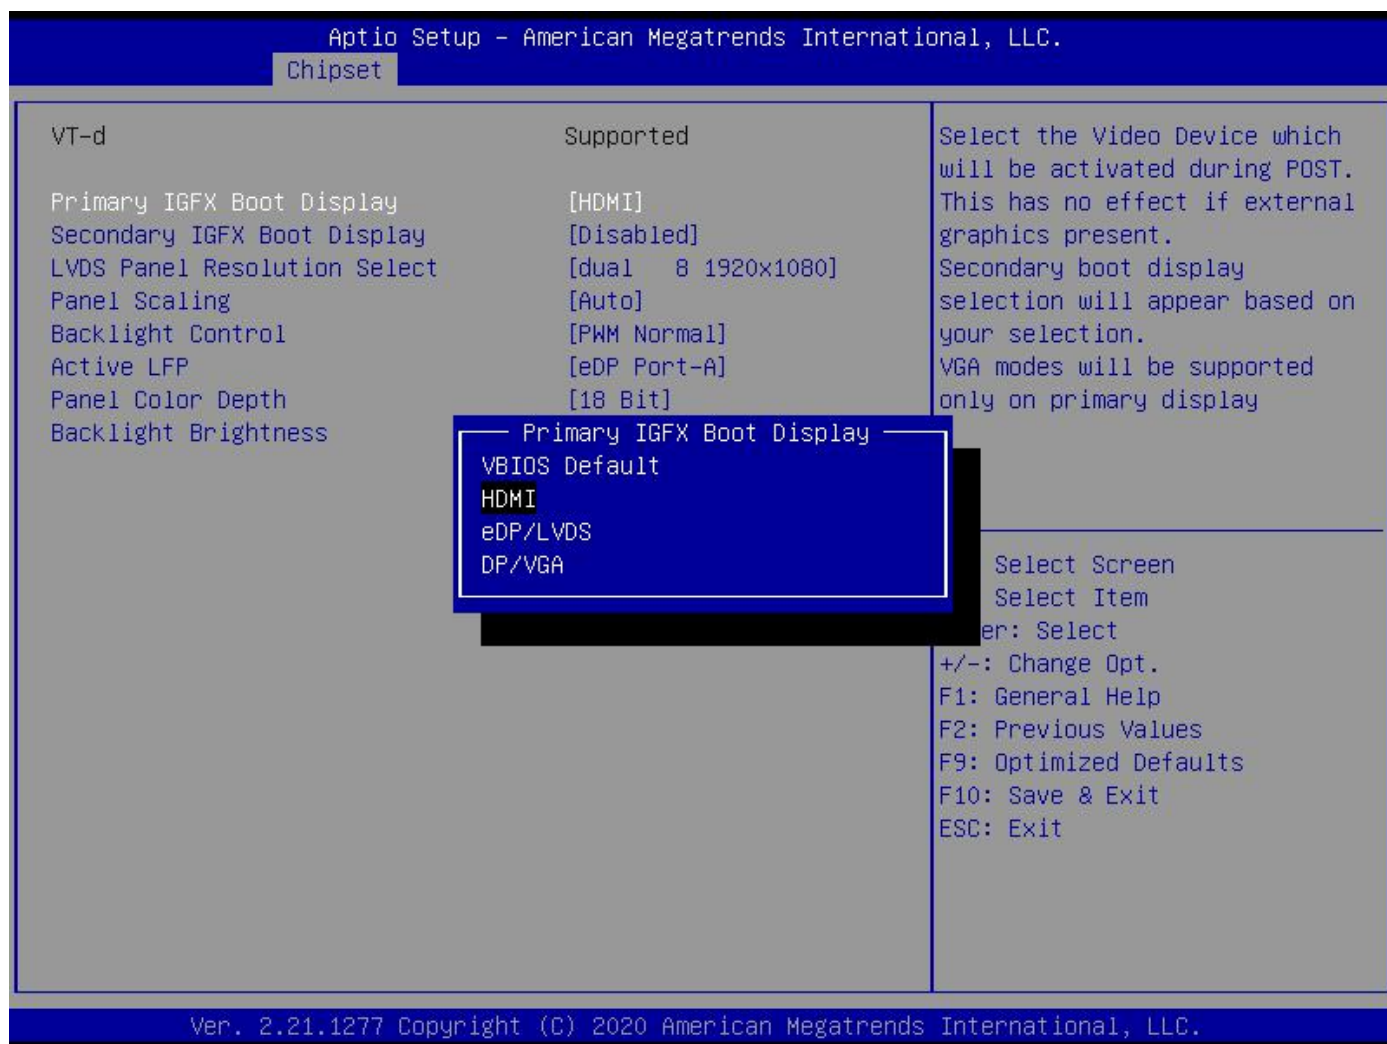 Aptio Setup – American Megatrends International, LLC.
Chipset
VT-d Supported
Primary IGFX Boot Display [HDMI]
Secondary IGFX Boot Display [Disabled]
LVDS Panel Resolution Select [dual 8 1920x1080]
Panel Scaling [Auto]
Backlight Control [PWM Normal]
Active LFP [eDP Port-A]
Panel Color Depth [18 Bit]
Backlight Brightness
Primary IGFX Boot Display
VBIOS Default
HDMI
eDP/LVDS
DP/VGA
Select the Video Device which
will be activated during POST.
This has no effect if external
graphics present.
Secondary boot display
selection will appear based on
your selection.
VGA modes will be supported
only on primary display
Select Screen
Select Item
er: Select
+/-: Change Opt.
F1: General Help
F2: Previous Values
F9: Optimized Defaults
F10: Save & Exit
ESC: Exit
Ver. 2.21.1277 Copyright (C) 2020 American Megatrends International, LLC.